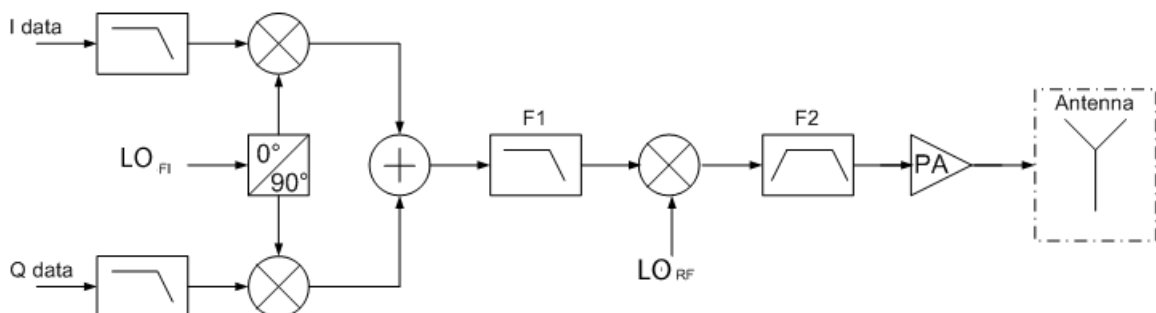 I data
F1
F2
Antenna
LO FI
0°
90°
+
PA
Q data
LO RF